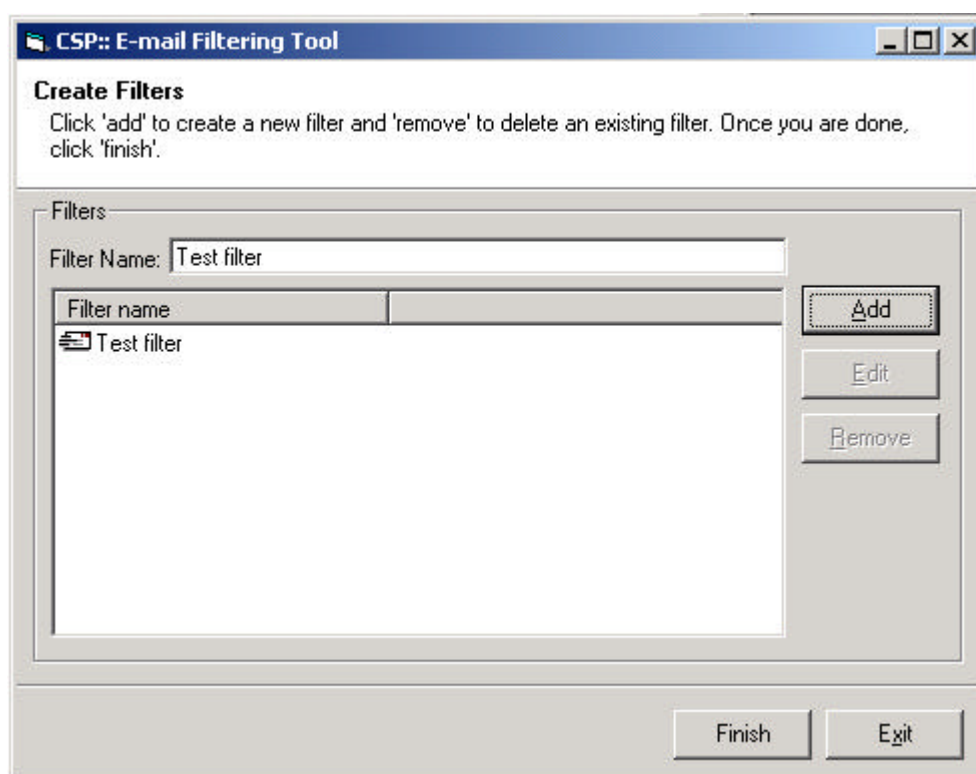 CSP:: E-mail Filtering Tool
Create Filters
Click 'add' to create a new filter and 'remove' to delete an existing filter. Once you are done,
click 'finish'.
Filters
Filter Name: Test filter
Filter name
Test filter
Add
Edit
Remove
Finish Exit